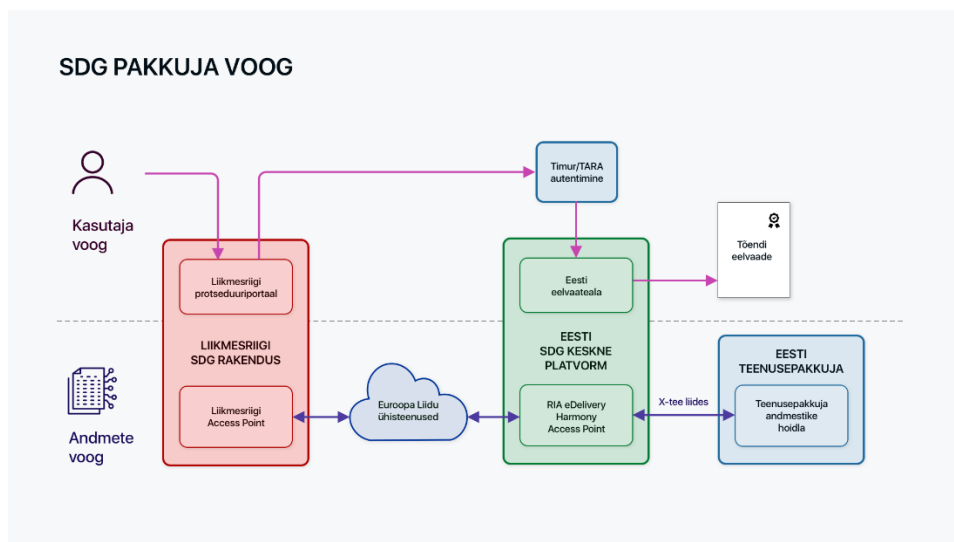 SDG PAKKUJA VOOG
Timur/TARA
autentimine
Kasutaja
voog
Tõendi
eelvaade
Liikmesriigi
protseduuriportaal
Eesti
eelvaateala
LIIKMESRIIGI
SDG RAKENDUS
EESTI
SDG KESKNE
PLATVORM
EESTI
TEENUSEPAKKUJA
Andmete
voog
Liikmesriigi
Access Point
Euroopa Liidu
ühisteenused
RIA eDelivery
Harmony
Access Point
X-tee liides
Teenusepakkuja
andmestike
hoidla